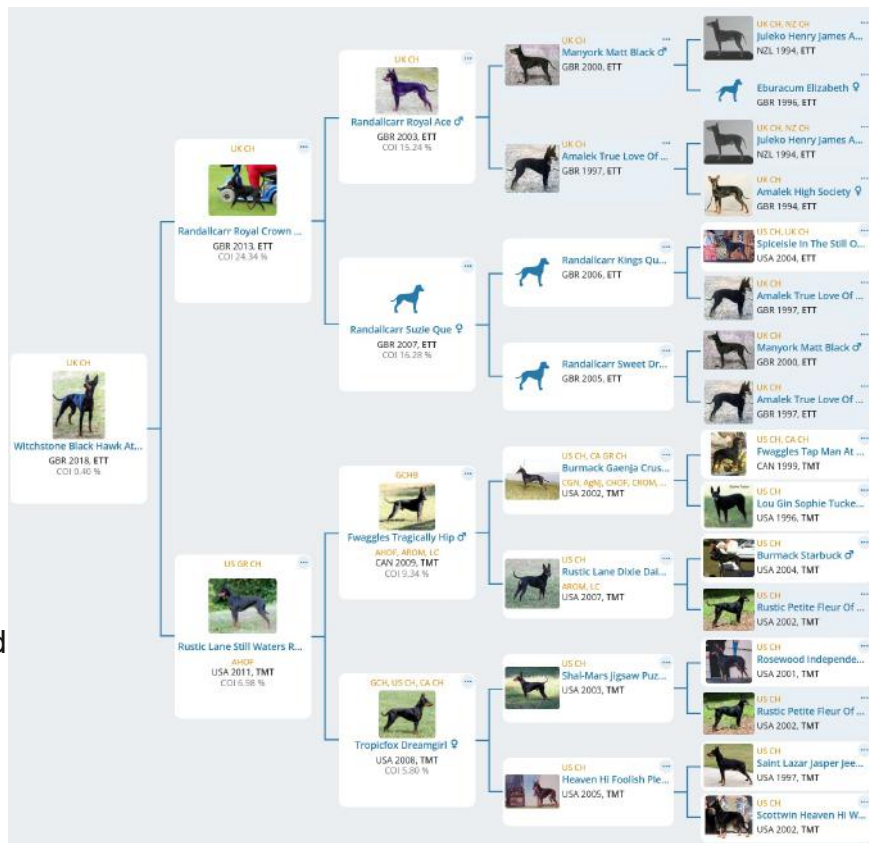 UK CH
Witchstone Black Hawk At...
GBR 2018, ETT
COI 0.40 %
UK CH
Randallcarr Royal Crown ...
GBR 2013, ETT
COI 24.34 %
US GR CH
Rustic Lane Still Waters R...
AHOF
USA 2011, TMT
COI 6.58 %
UK CH
Randallcarr Royal Ace ♂
GBR 2003, ETT
COI 15.24 %
Randallcarr Suzie Que ♀
GBR 2007, ETT
COI 16.28 %
GCHB
Fwaggles Tragically Hip ♂
AHOF, AROM, LC
CAN 2009, TMT
COI 9.34 %
GCH, US CH, CA CH
Tropicfox Dreamgirl ♀
USA 2008, TMT
COI 5.80 %
UK CH
Manyork Matt Black ♂
GBR 2000, ETT
UK CH
Amalek True Love Of ...
GBR 1997, ETT
Randallcarr Kings Qu...
GBR 2006, ETT
Randallcarr Sweet Dr...
GBR 2005, ETT
US CH, CA GR CH
Burmack Gaenja Crus...
CGN, AgNJ, CHOF, CROM, ...
USA 2002, TMT
US CH
Rustic Lane Dixie Dal...
AROM, LC
USA 2007, TMT
US CH
Shal-Mars Jigsaw Puz...
USA 2003, TMT
US CH
Heaven Hi Foolish Ple...
USA 2005, TMT
UK CH, NZ CH
Juleko Henry James A...
NZL 1994, ETT
Eburacum Elizabeth ♀
GBR 1996, ETT
UK CH, NZ CH
Juleko Henry James A...
NZL 1994, ETT
UK CH
Amalek High Society ♀
GBR 1994, ETT
US CH, UK CH
Spiceisle In The Still O...
USA 2004, ETT
UK CH
Amalek True Love Of ...
GBR 1997, ETT
UK CH
Manyork Matt Black ♂
GBR 2000, ETT
UK CH
Amalek True Love Of ...
GBR 1997, ETT
US CH, CA CH
Fwaggles Tap Man At ...
CAN 1999, TMT
US CH
Lou Gin Sophie Tucke...
USA 1996, TMT
US CH
Burmack Starbuck ♂
USA 2004, TMT
US CH
Rustic Petite Fleur Of ...
USA 2002, TMT
US CH
Rosewood Independe...
USA 2001, TMT
US CH
Rustic Petite Fleur Of ...
USA 2002, TMT
US CH
Saint Lazar Jasper Jee...
USA 1997, TMT
US CH
Scottwin Heaven Hi W...
USA 2002, TMT
d